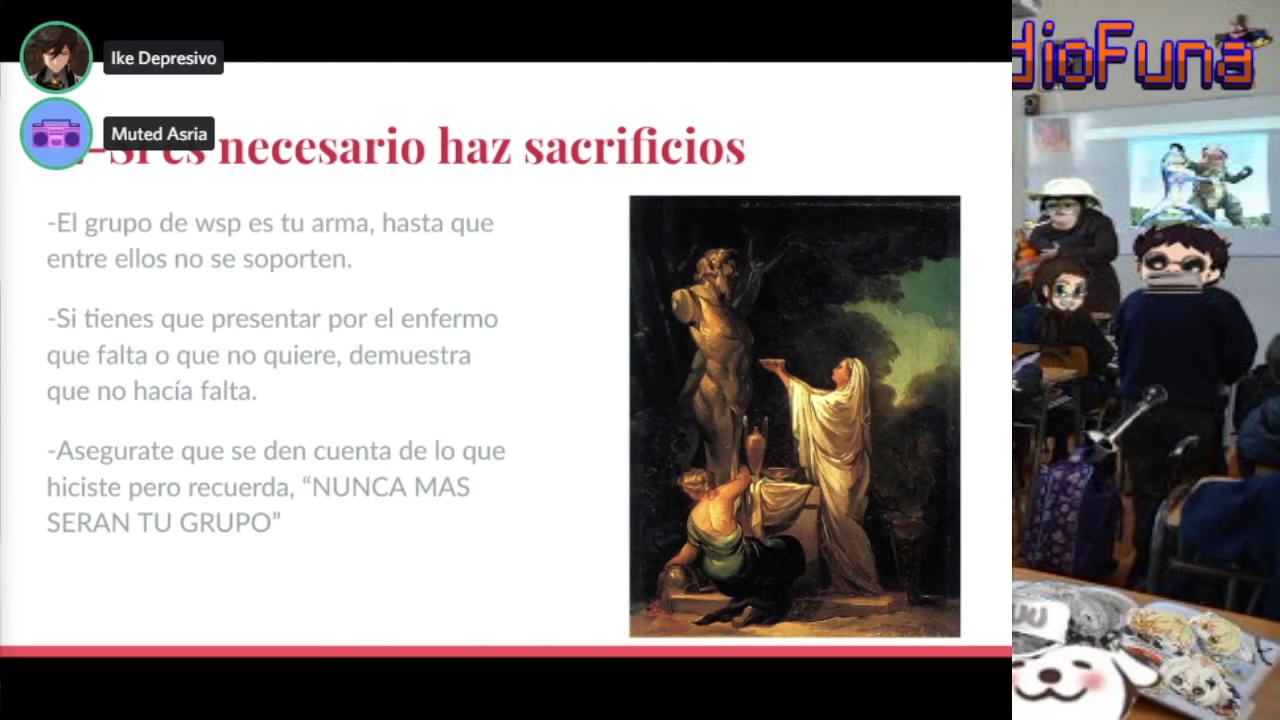 Ike Depresivo
Muted Asria
es necesario haz sacrificios
-El grupo de wsp es tu arma, hasta que
entre ellos no se soporten.
-Si tienes que presentar por el enfermo
que falta o que no quiere, demuestra
que no hacía falta.
-Asegurate que se den cuenta de lo que
hiciste pero recuerda, “NUNCA MAS
SERAN TU GRUPO”
dioFuna